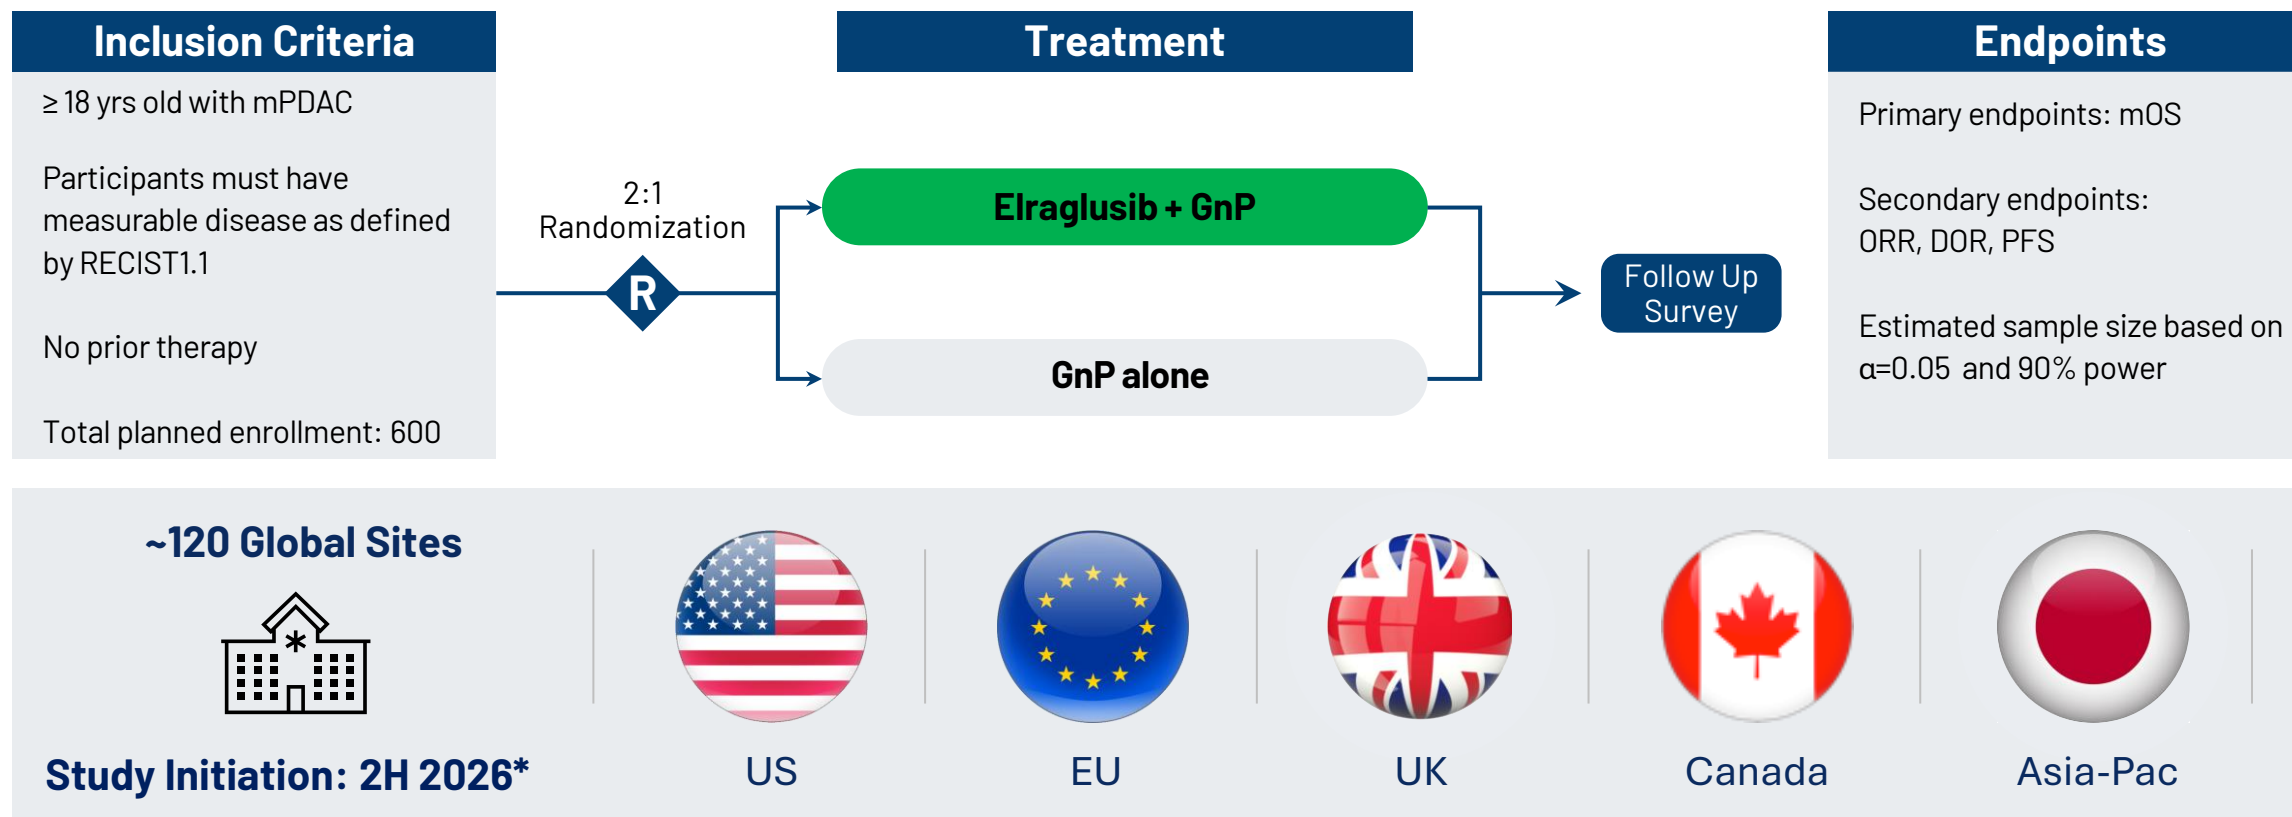 Inclusion Criteria
≥ 18 yrs old with mPDAC
Participants must have
measurable disease as defined
by RECIST1.1
No prior therapy
Total planned enrollment: 600
2:1
Randomization
R
Treatment
Elraglusib + GnP
GnP alone
Follow Up
Survey
Endpoints
Primary endpoints: mOS
Secondary endpoints:
ORR, DOR, PFS
Estimated sample size based on
α=0.05 and 90% power
~120 Global Sites
Study Initiation: 2H 2026*
US
EU
UK
Canada
Asia-Pac